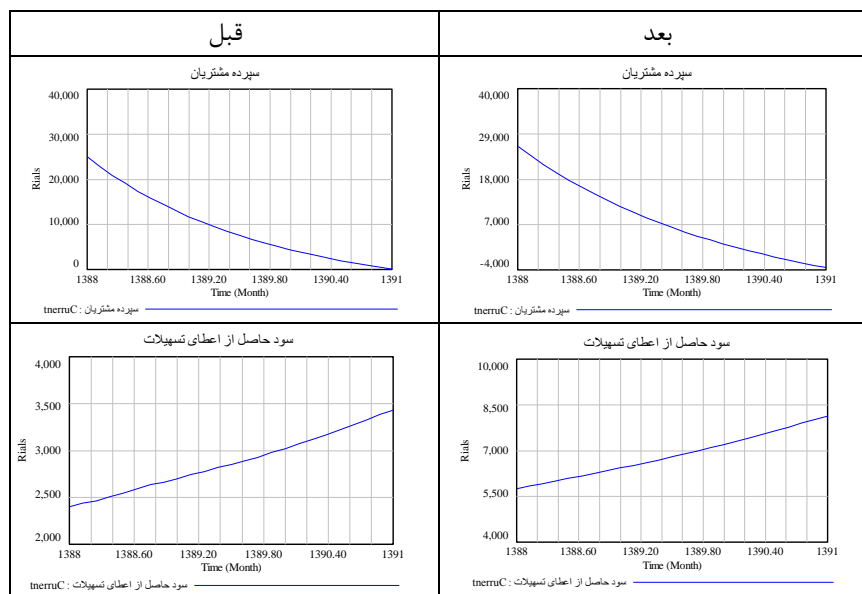 قبل
بعد
سپرده مشتریان
40,000
30,000
20,000
10,000
0
Rials
1388 1388.60 1389.20 1389.80 1390.40 1391
Time (Month)
سپرده مشتریان : tnerruC
سپرده مشتریان
40,000
29,000
18,000
7,000
-4,000
Rials
1388 1388.60 1389.20 1389.80 1390.40 1391
Time (Month)
سپرده مشتریان : tnerruC
سود حاصل از اعطای تسهیلات
4,000
3,500
3,000
2,500
2,000
Rials
1388 1388.60 1389.20 1389.80 1390.40 1391
Time (Month)
سود حاصل از اعطای تسهیلات : tnerruC
سود حاصل از اعطای تسهیلات
10,000
8,500
7,000
5,500
4,000
Rials
1388 1388.60 1389.20 1389.80 1390.40 1391
Time (Month)
سود حاصل از اعطای تسهیلات : tnerruC